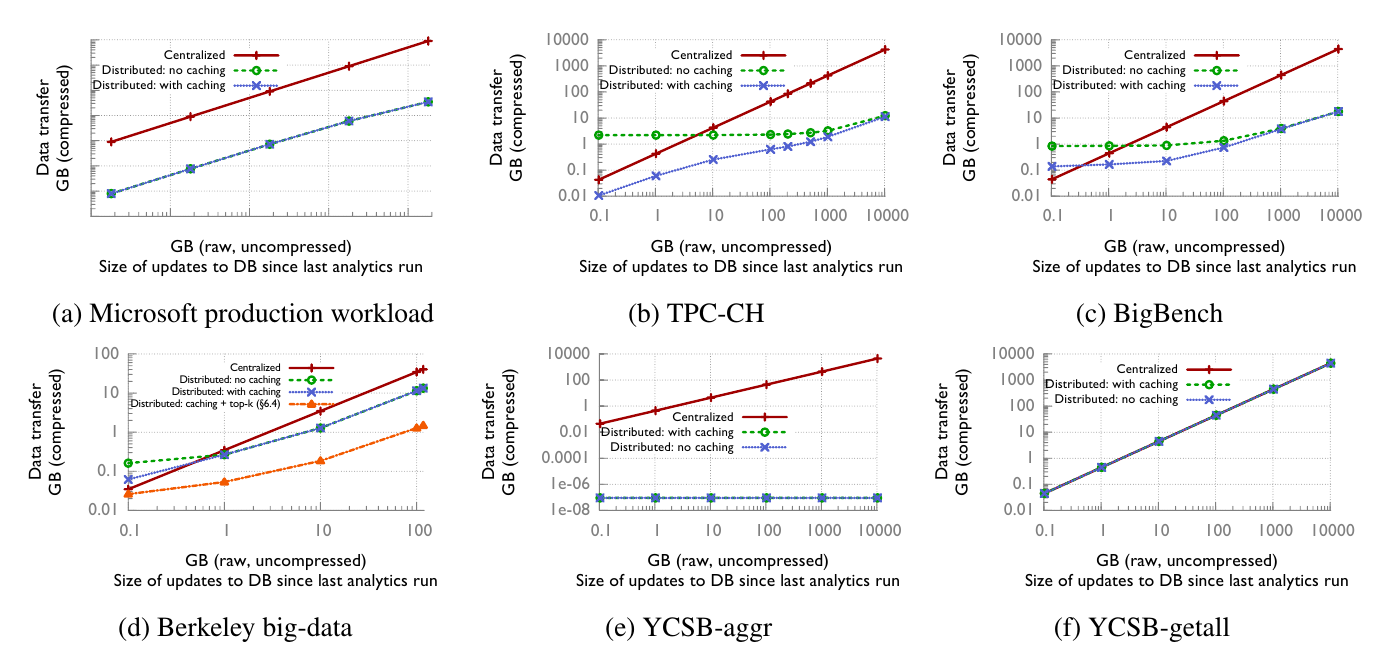 Data transfer
GB (compressed)
Centralized
Distributed: no caching
Distributed: with caching
GB (raw, uncompressed)
Size of updates to DB since last analytics run
(a) Microsoft production workload
Data transfer
GB (compressed)
10000
1000
100
10
1
0.1
0.01
Centralized
Distributed: no caching
Distributed: with caching
0.1 1 10 100 1000 10000
GB (raw, uncompressed)
Size of updates to DB since last analytics run
(b) TPC-CH
Data transfer
GB (compressed)
10000
1000
100
10
1
0.1
0.01
Centralized
Distributed: no caching
Distributed: with caching
0.1 1 10 100 1000 10000
GB (raw, uncompressed)
Size of updates to DB since last analytics run
(c) BigBench
Data transfer
GB (compressed)
100
10
1
0.1
0.01
Centralized
Distributed: no caching
Distributed: with caching
Distributed: caching + top-k (§6.4)
0.1 1 10 100
GB (raw, uncompressed)
Size of updates to DB since last analytics run
(d) Berkeley big-data
Data transfer
GB (compressed)
10000
100
1
0.01
0.0001
1e-06
1e-08
Centralized
Distributed: with caching
Distributed: no caching
0.1 1 10 100 1000 10000
GB (raw, uncompressed)
Size of updates to DB since last analytics run
(e) YCSB-aggr
Data transfer
GB (compressed)
10000
1000
100
10
1
0.1
0.01
Centralized
Distributed: with caching
Distributed: no caching
0.1 1 10 100 1000 10000
GB (raw, uncompressed)
Size of updates to DB since last analytics run
(f) YCSB-getall